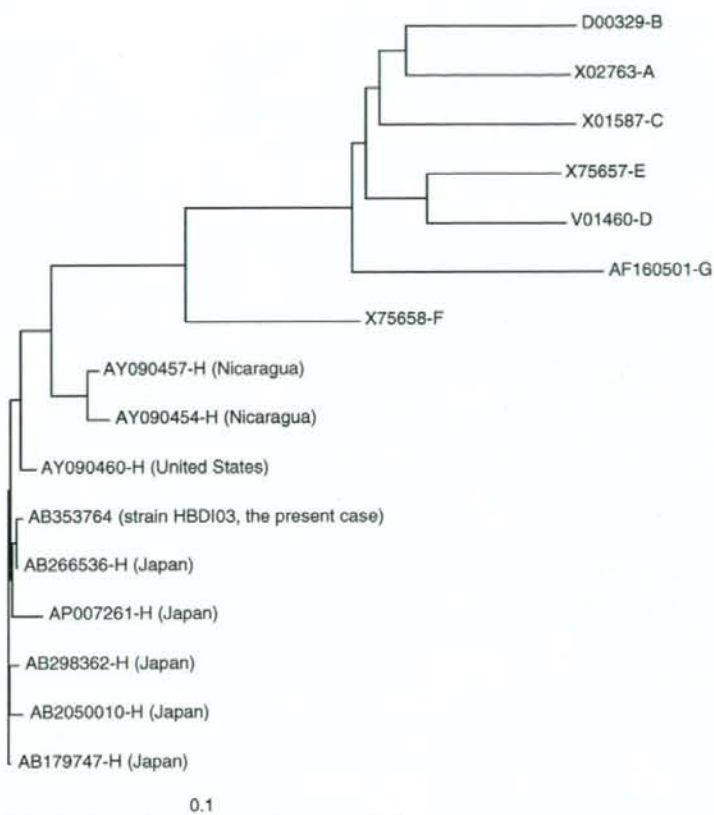 D00329-B
X02763-A
X01587-C
X75657-E
V01460-D
AF160501-G
X75658-F
AY090457-H (Nicaragua)
AY090454-H (Nicaragua)
AY090460-H (United States)
AB353764 (strain HBDI03, the present case)
AB266536-H (Japan)
AP007261-H (Japan)
AB298362-H (Japan)
AB2050010-H (Japan)
AB179747-H (Japan)
0.1